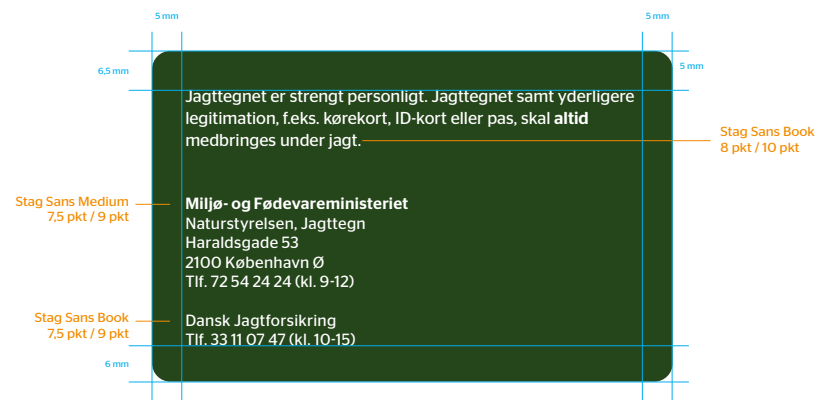 5 mm
5 mm
6,5 mm
5 mm
Jagttegnet er strengt personligt. Jagttegnet samt yderligere
legitimation, f.eks. kørekort, ID-kort eller pas, skal altid
medbringes under jagt.
Stag Sans Book
8 pkt / 10 pkt
Stag Sans Medium
7,5 pkt / 9 pkt
Miljø- og Fødevareministeriet
Naturstyrelsen, Jagttegn
Haraldsgade 53
2100 København Ø
Tlf. 72 54 24 24 (kl. 9-12)
Stag Sans Book
7,5 pkt / 9 pkt
Dansk Jagtforsikring
Tlf. 33 11 07 47 (kl. 10-15)
6 mm